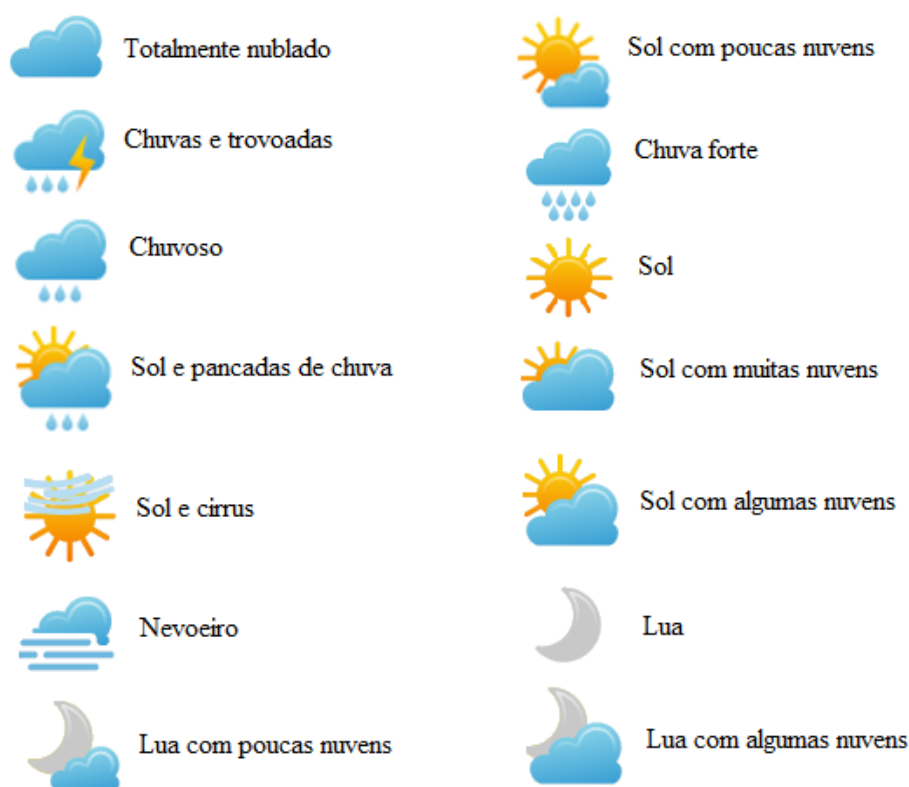 Totalmente nublado
Sol com poucas nuvens
Chuvas e trovoadas
Chuva forte
Chuvoso
Sol
Sol e pancadas de chuva
Sol com muitas nuvens
Sol e cirrus
Sol com algumas nuvens
Nevoeiro
Lua
Lua com poucas nuvens
Lua com algumas nuvens